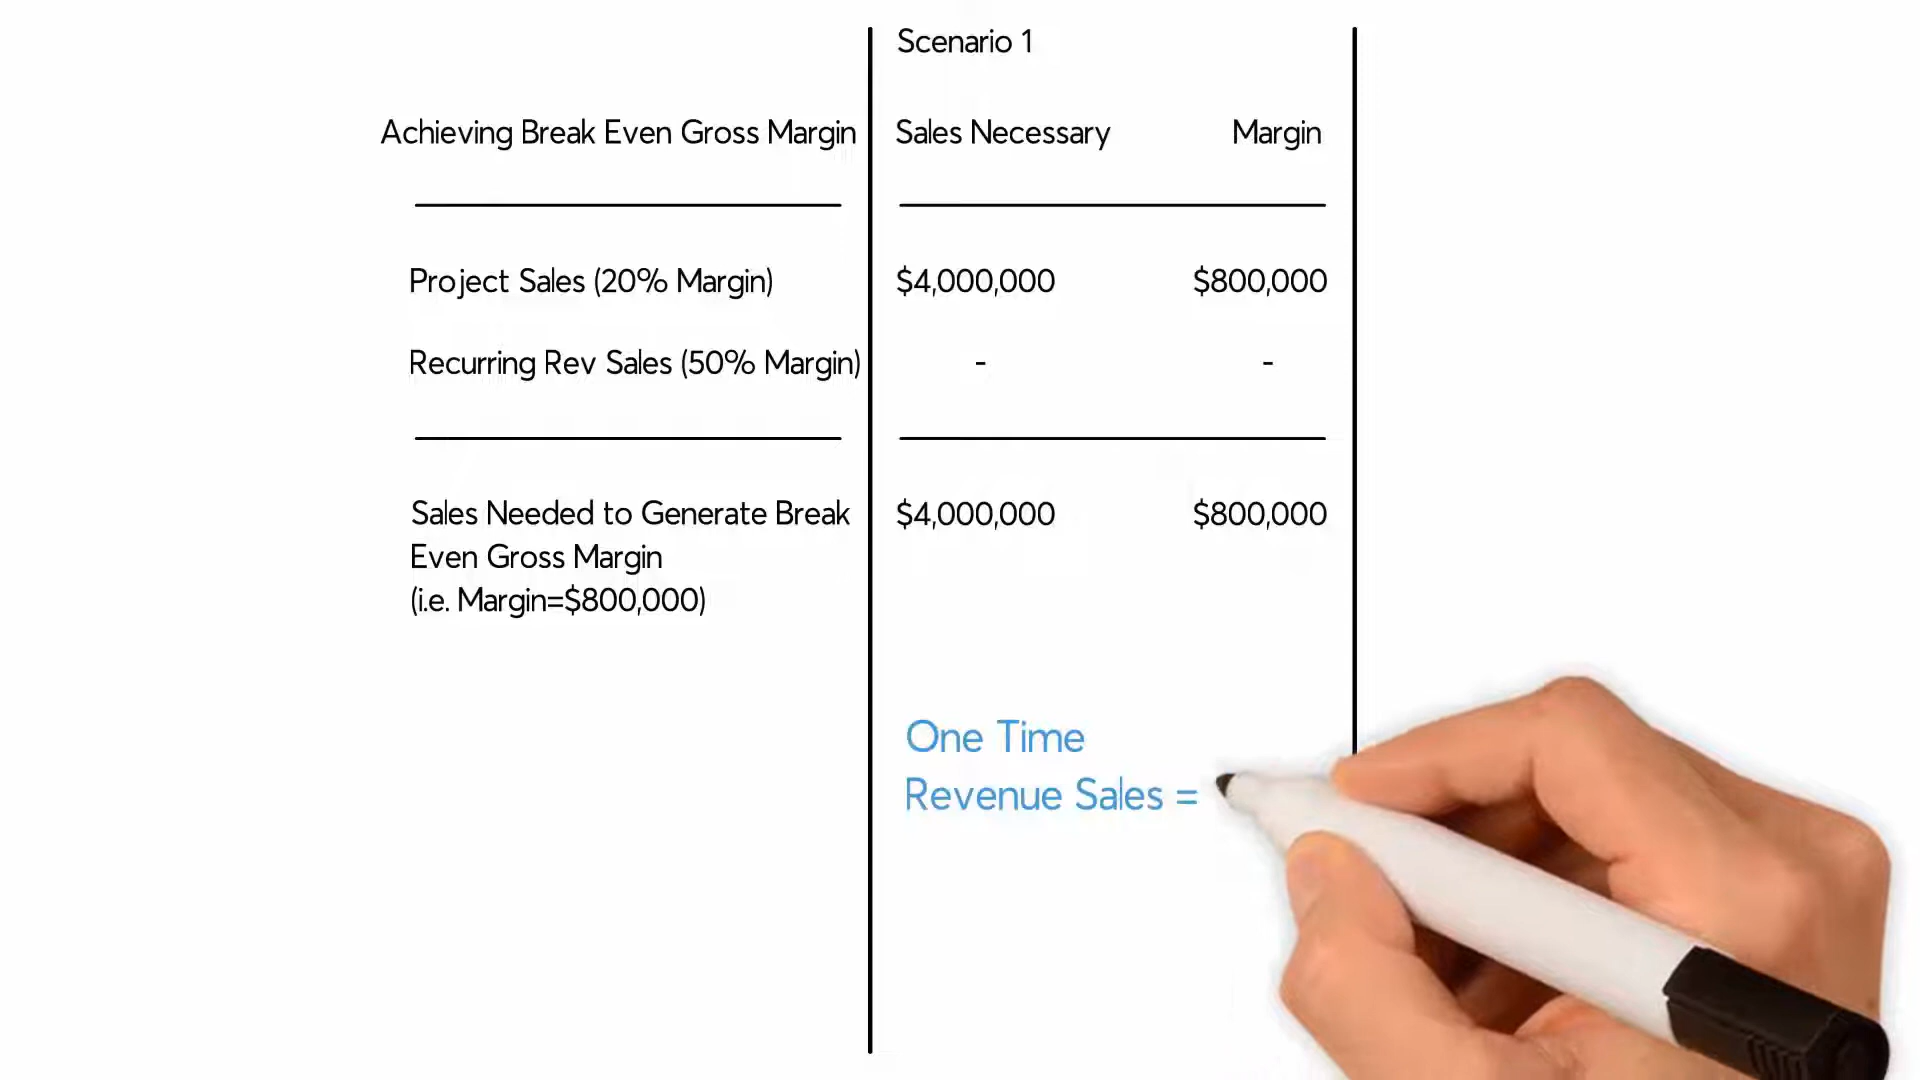 Scenario 1
Achieving Break Even Gross Margin Sales Necessary Margin
Project Sales (20% Margin) $4,000,000 $800,000
Recurring Rev Sales (50% Margin) - -
Sales Needed to Generate Break $4,000,000 $800,000
Even Gross Margin
(i.e. Margin=$800,000)
One Time
Revenue Sales =